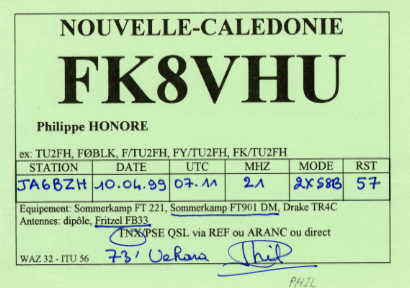 NOUVELLE-CALEDONIE
FK8VHU
Philippe HONORE
ex: TU2FH, FØBLK, F/TU2FH, FY/TU2FH, FK/TU2FH
STATION DATE UTC MHZ MODE RST
JA6BZH 10.04.99 07.11 21 2XSSB 57
Equipement: Sommerkamp FT 221, Sommerkamp FT901 DM, Drake TR4C
Antennes: dipôle, Fritzel FB33
TNX/PSE QSL via REF ou ARANC ou direct
WAZ 32 - ITU 56 73' Uehara Phil
PHIL